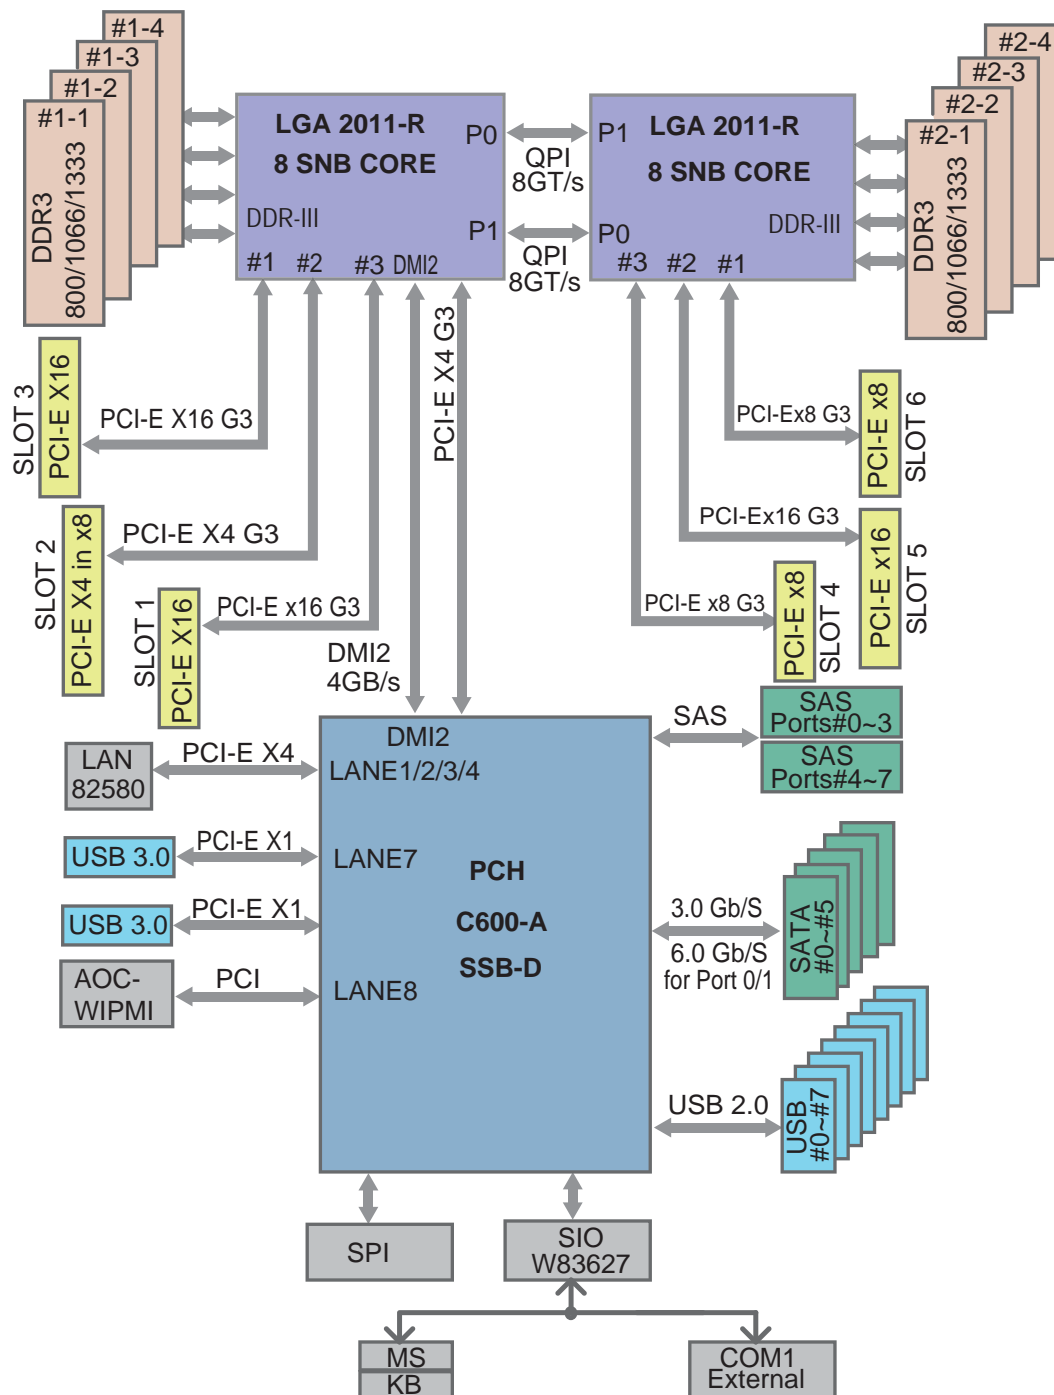 #1-4
#1-3
#1-2
#1-1
DDR3
800/1066/1333
LGA 2011-R
8 SNB CORE
P0
P1
DDR-III
#1
#2
#3
DMI2
QPI
8GT/s
QPI
8GT/s
P1
P0
LGA 2011-R
8 SNB CORE
DDR-III
#3
#2
#1
#2-4
#2-3
#2-2
#2-1
DDR3
800/1066/1333
SLOT 3
PCI-E X16
PCI-E X16 G3
SLOT 2
PCI-E X4 in x8
PCI-E X4 G3
SLOT 1
PCI-E X16
PCI-E x16 G3
DMI2
4GB/s
PCI-E X4 G3
PCI-Ex8 G3
PCI-E x8
SLOT 6
PCI-Ex16 G3
PCI-E x16
SLOT 5
PCI-E x8 G3
PCI-E x8
SLOT 4
LAN
82580
PCI-E X4
DMI2
LANE1/2/3/4
SAS
SAS
Ports#0~3
SAS
Ports#4~7
USB 3.0
PCI-E X1
LANE7
PCH
C600-A
SSB-D
USB 3.0
PCI-E X1
AOC-
WIPMI
PCI
LANE8
3.0 Gb/S
6.0 Gb/S
for Port 0/1
SATA
#0~#5
USB 2.0
USB
#0~#7
SPI
SIO
W83627
MS
KB
COM1
External